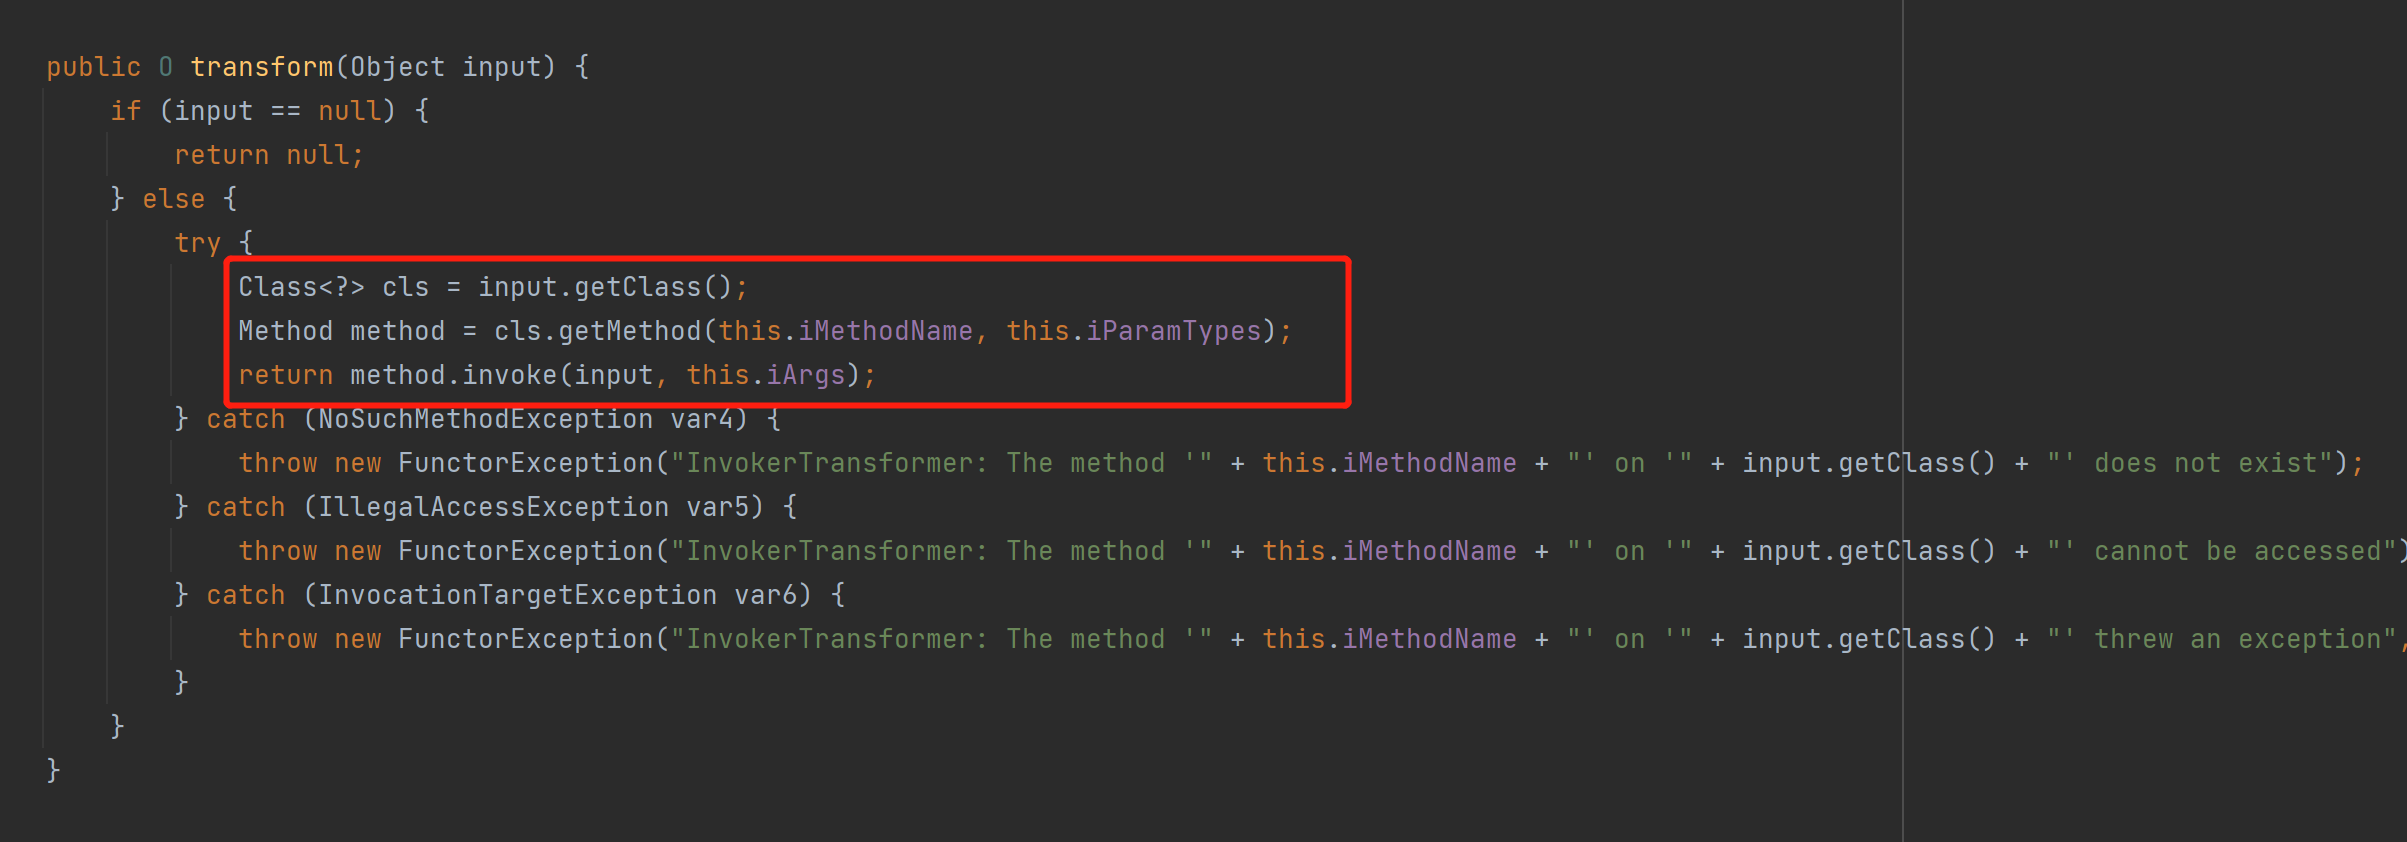 public O transform(Object input) {
    if (input == null) {
        return null;
    } else {
        try {
            Class<?> cls = input.getClass();
            Method method = cls.getMethod(this.iMethodName, this.iParamTypes);
            return method.invoke(input, this.iArgs);
        } catch (NoSuchMethodException var4) {
            throw new FunctorException("InvokerTransformer: The method '" + this.iMethodName + "' on '" + input.getClass() + "' does not exist");
        } catch (IllegalAccessException var5) {
            throw new FunctorException("InvokerTransformer: The method '" + this.iMethodName + "' on '" + input.getClass() + "' cannot be accessed")
        } catch (InvocationTargetException var6) {
            throw new FunctorException("InvokerTransformer: The method '" + this.iMethodName + "' on '" + input.getClass() + "' threw an exception",
        }
    }
}